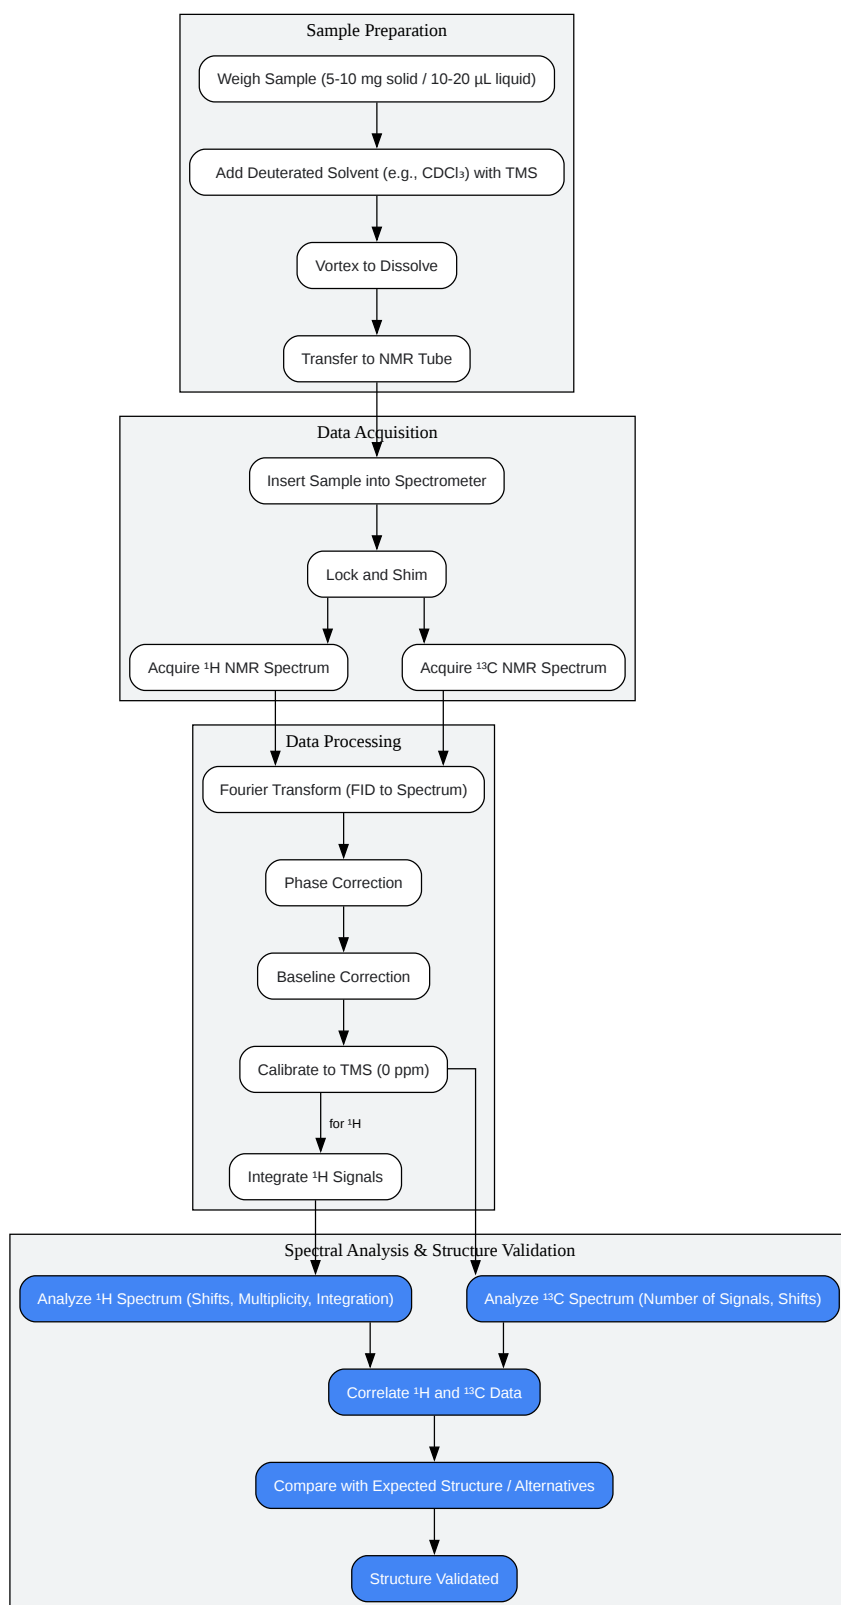 Sample Preparation
Weigh Sample (5-10 mg solid / 10-20 µL liquid)
Add Deuterated Solvent (e.g., CDCl₃) with TMS
Vortex to Dissolve
Transfer to NMR Tube
Data Acquisition
Insert Sample into Spectrometer
Lock and Shim
Acquire ¹H NMR Spectrum
Acquire ¹³C NMR Spectrum
Data Processing
Fourier Transform (FID to Spectrum)
Phase Correction
Baseline Correction
Calibrate to TMS (0 ppm)
for ¹H
Integrate ¹H Signals
Spectral Analysis & Structure Validation
Analyze ¹H Spectrum (Shifts, Multiplicity, Integration)
Analyze ¹³C Spectrum (Number of Signals, Shifts)
Correlate ¹H and ¹³C Data
Compare with Expected Structure / Alternatives
Structure Validated